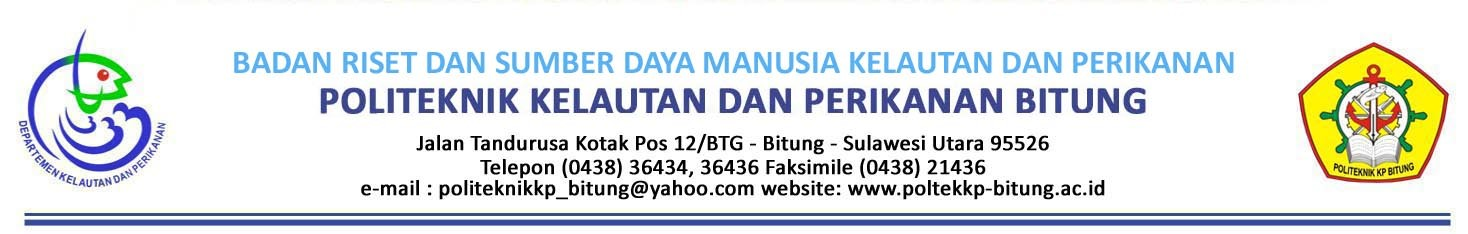 BADAN RISET DAN SUMBER DAYA MANUSIA KELAUTAN DAN PERIKANAN
POLITEKNIK KELAUTAN DAN PERIKANAN BITUNG
Jalan Tandurusa Kotak Pos 12/BTG - Bitung - Sulawesi Utara 95526
Telepon (0438) 36434, 36436 Faksimile (0438) 21436
e-mail : politeknikkp_bitung@yahoo.com website: www.poltekkp-bitung.ac.id
DEPARTEMEN KELAUTAN DAN PERIKANAN
POLITEKNIK KP BITUNG